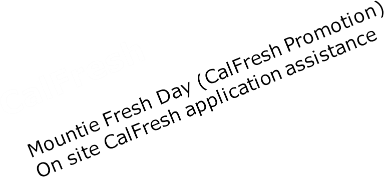 Mountie Fresh Day (CalFresh Promotion)
On site CalFresh application assistance